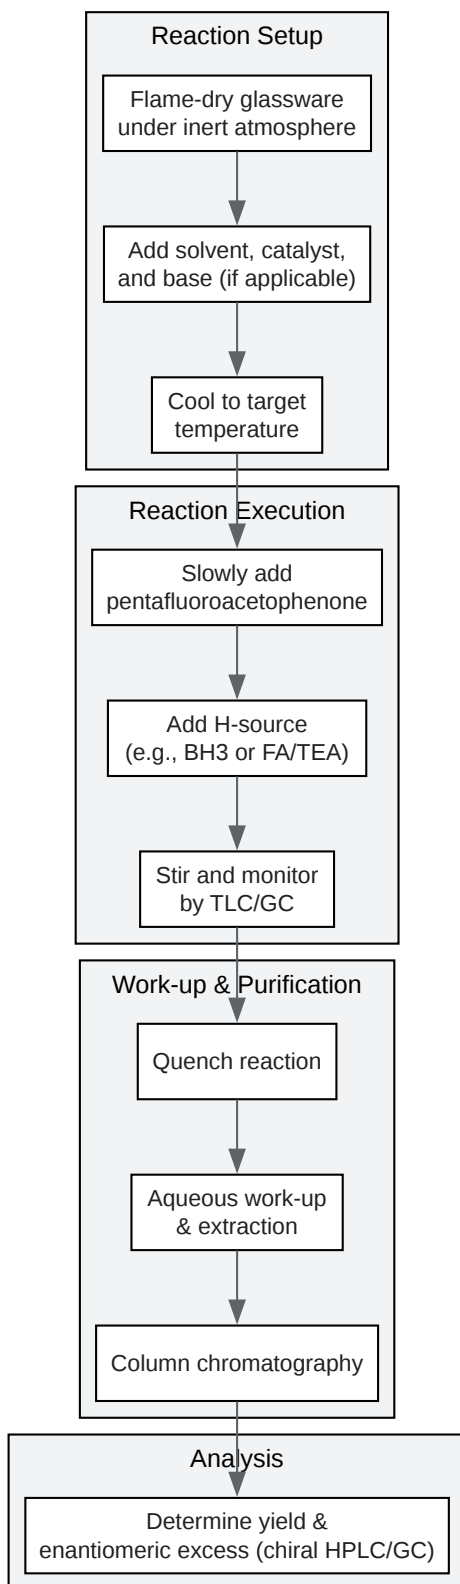 Reaction Setup
Flame-dry glassware
under inert atmosphere
Add solvent, catalyst,
and base (if applicable)
Cool to target
temperature
Reaction Execution
Slowly add
pentafluoroacetophenone
Add H-source
(e.g., BH3 or FA/TEA)
Stir and monitor
by TLC/GC
Work-up & Purification
Quench reaction
Aqueous work-up
& extraction
Column chromatography
Analysis
Determine yield &
enantiomeric excess (chiral HPLC/GC)